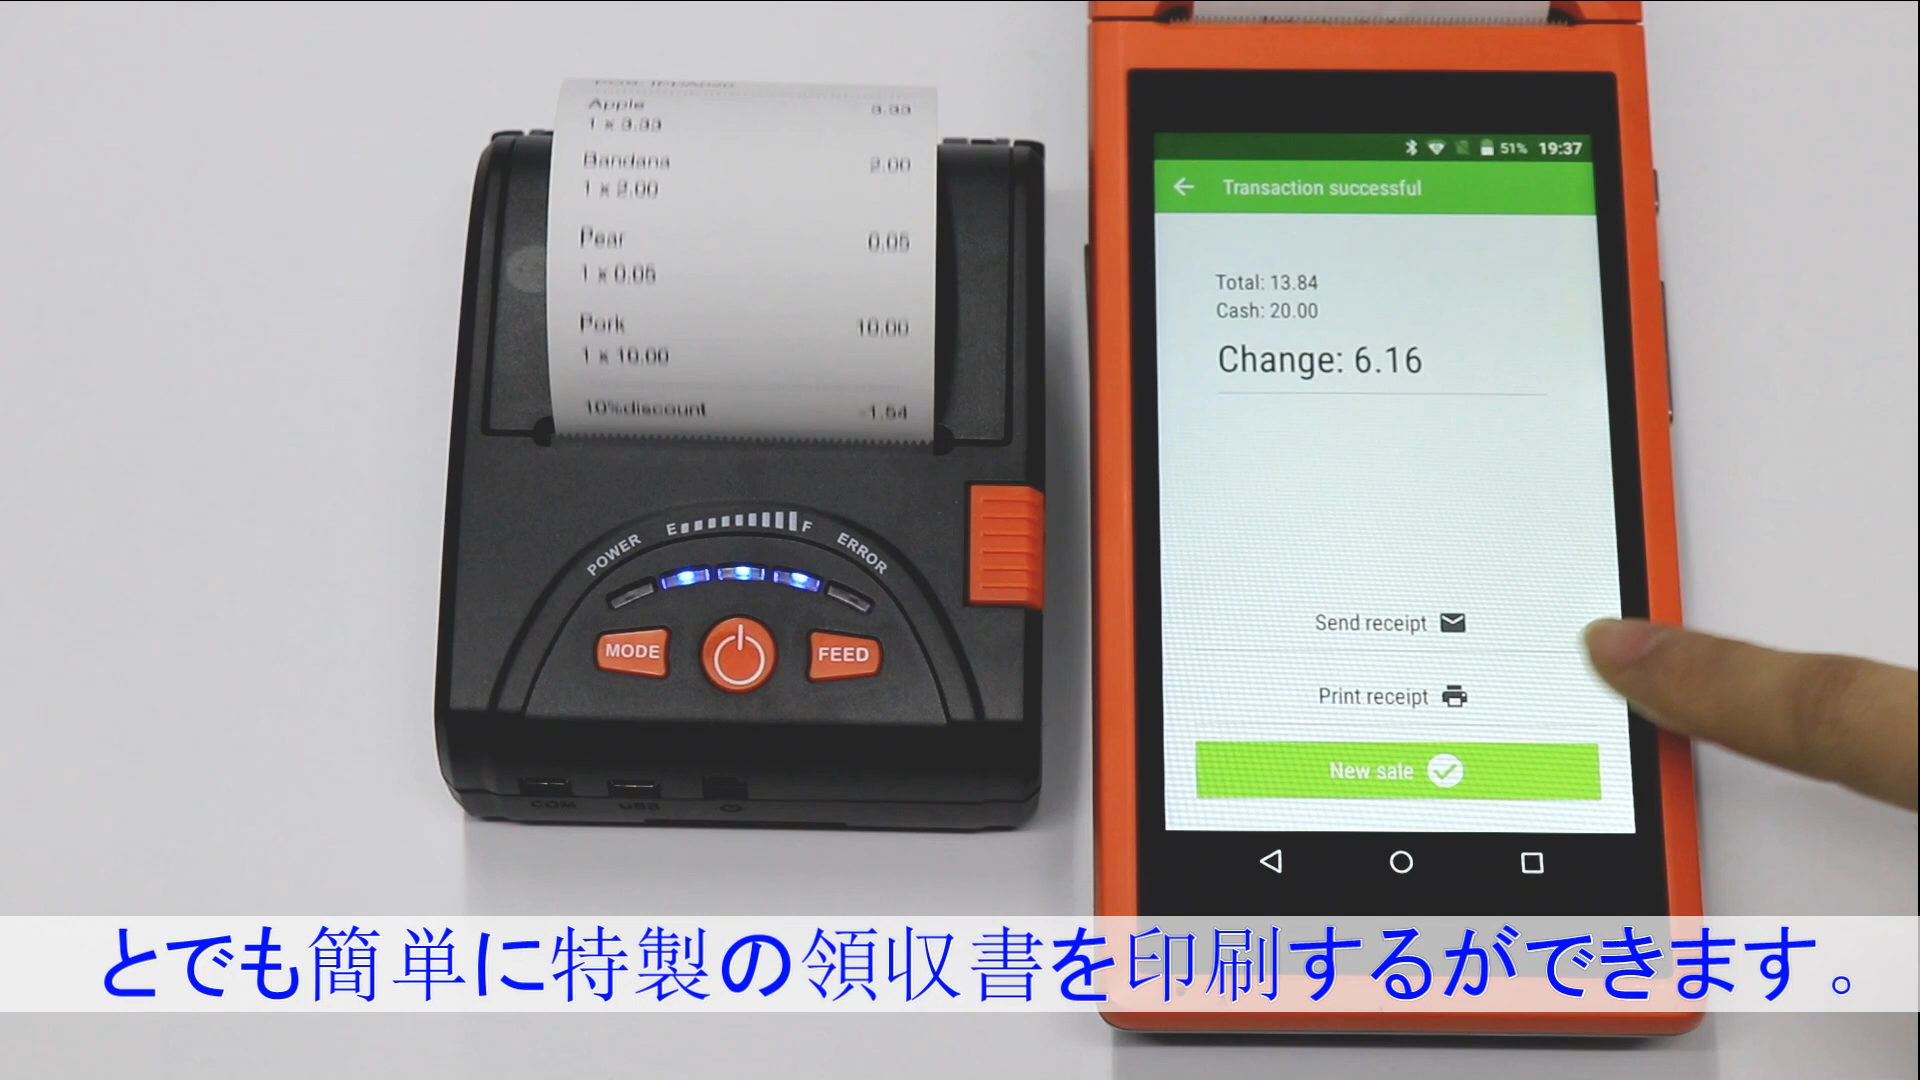 Apple 3.33
1 x 3.33
Bandana 2.00
1 x 2.00
Pear 0.05
1 x 0.05
Pork 10.00
1 x 10.00
10%discount -1.54
POWER E F ERROR
MODE FEED
COM USB
51% 19:37
Transaction successful
Total: 13.84
Cash: 20.00
Change: 6.16
Send receipt
Print receipt
New sale
とでも簡単に特製の領収書を印刷するができます。